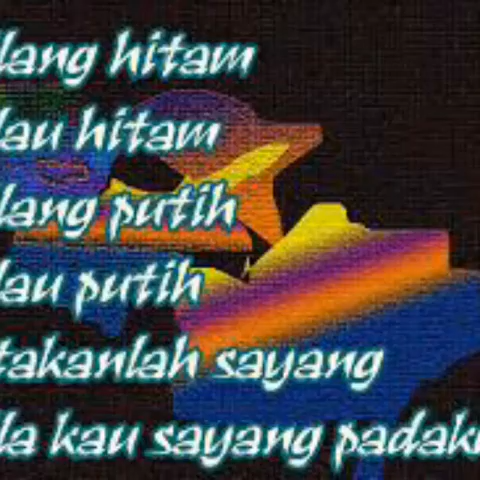 lang hitam
lau hitam
lang putih
lau putih
takanlah sayang
la kau sayang padak